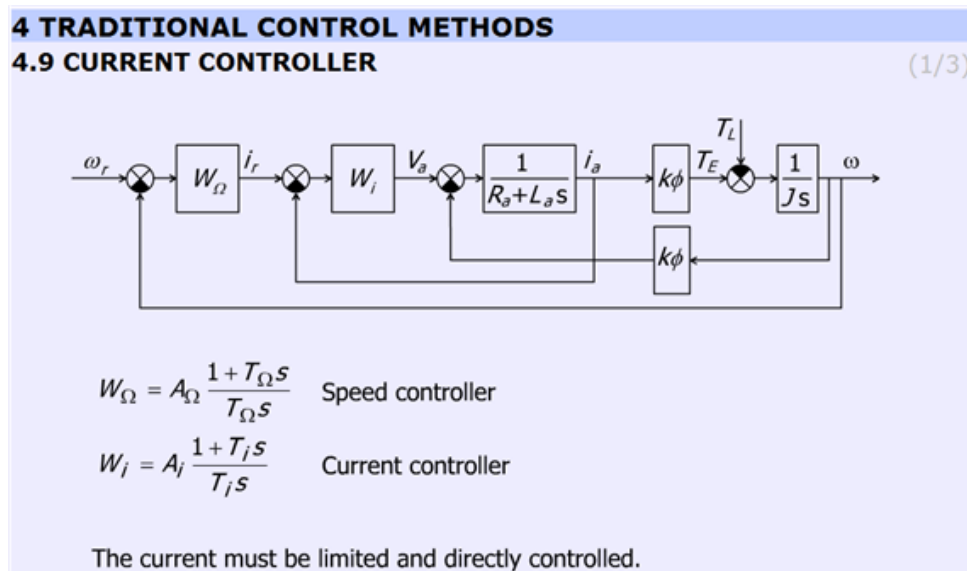 4 TRADITIONAL CONTROL METHODS
4.9 CURRENT CONTROLLER (1/3)
T_L
ω_r W_Ω i_r W_i V_a 1/(R_a+L_a s) i_a kϕ T_E 1/(Js) ω
kϕ
W_Ω = A_Ω (1+T_Ω s)/(T_Ω s) Speed controller
W_i = A_i (1+T_i s)/(T_i s) Current controller
The current must be limited and directly controlled.